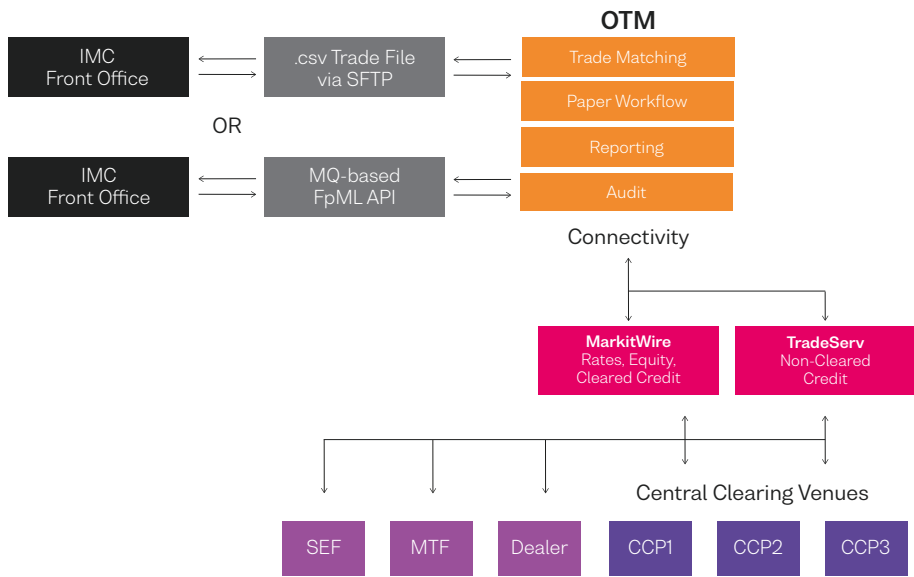 OTM
IMC
Front Office
.csv Trade File
via SFTP
Trade Matching
Paper Workflow
OR
Reporting
IMC
Front Office
MQ-based
FpML API
Audit
Connectivity
MarkitWire
Rates, Equity,
Cleared Credit
TradeServ
Non-Cleared
Credit
Central Clearing Venues
SEF
MTF
Dealer
CCP1
CCP2
CCP3